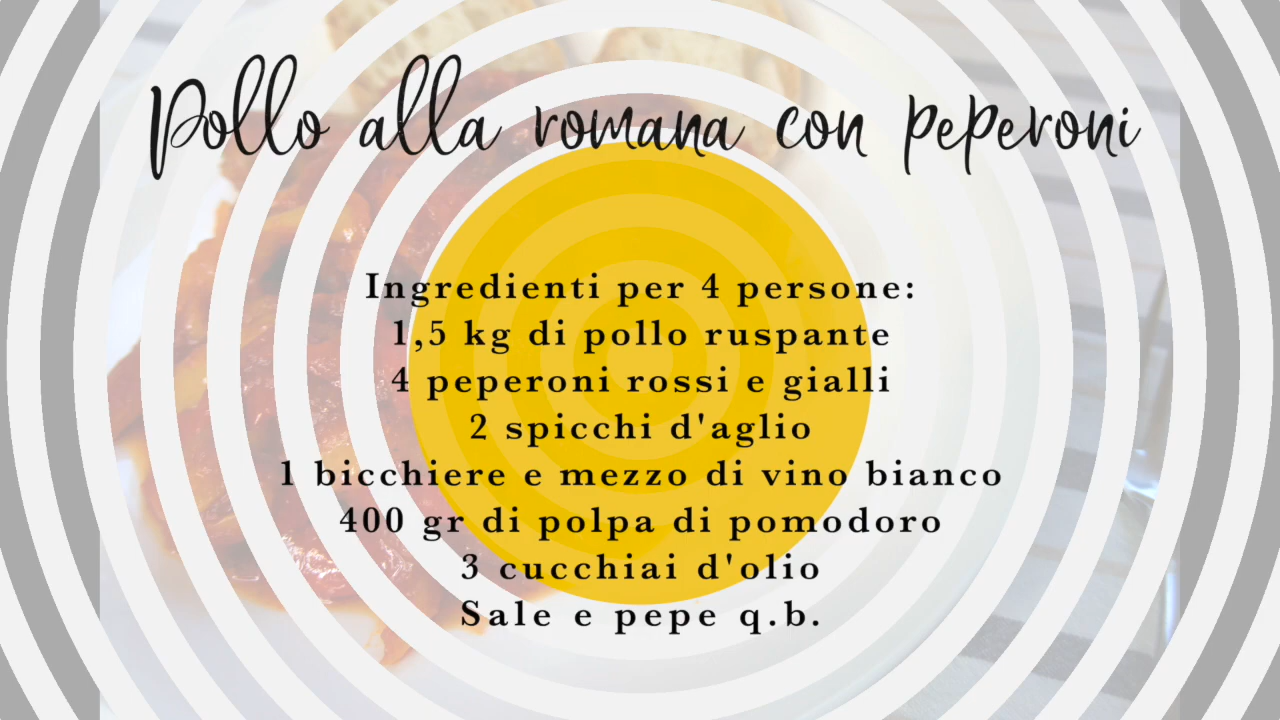 Pollo alla romana con peperoni
Ingredienti per 4 persone:
1,5 kg di pollo ruspante
4 peperoni rossi e gialli
2 spicchi d'aglio
1 bicchiere e mezzo di vino bianco
400 gr di polpa di pomodoro
3 cucchiai d'olio
Sale e pepe q.b.